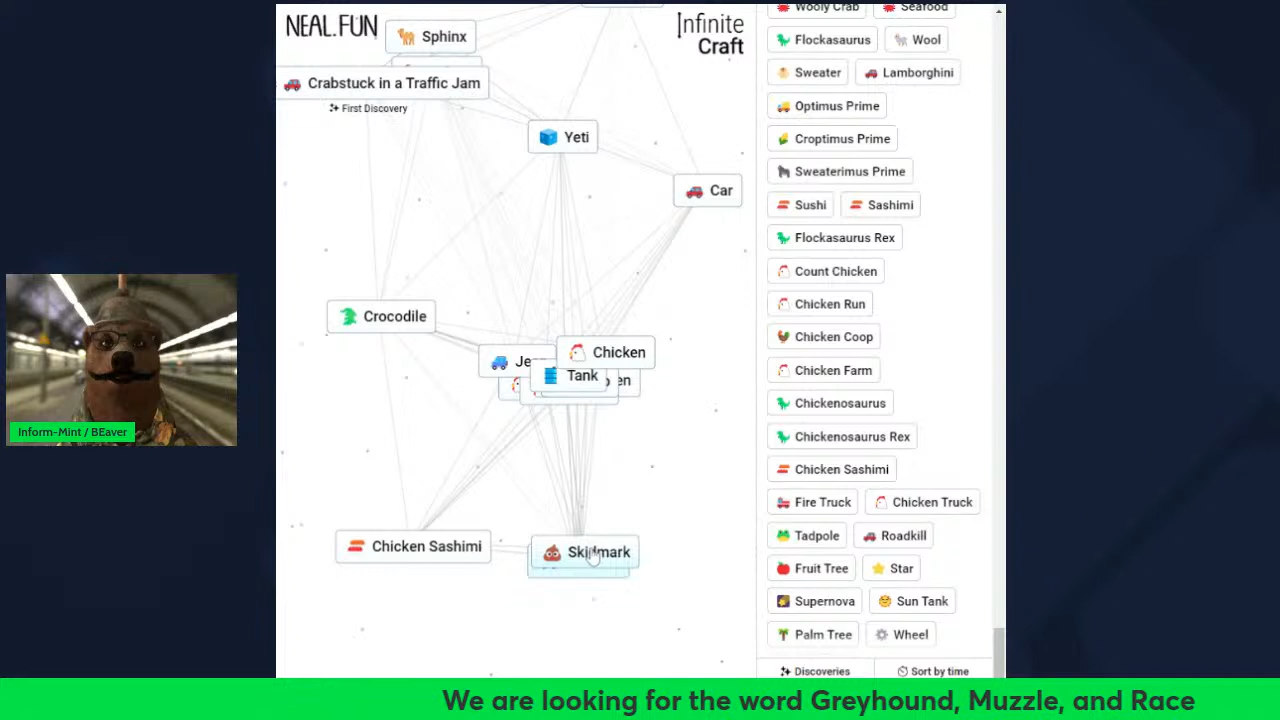 NEAL.FUN
Infinite
Craft
Sphinx
Crabstuck in a Traffic Jam
First Discovery
Yeti
Car
Crocodile
Chicken
Tank
Chicken Sashimi
Skidmark
Wooly Crab
Seafood
Flockasaurus
Wool
Sweater
Lamborghini
Optimus Prime
Croptimus Prime
Sweaterimus Prime
Sushi
Sashimi
Flockasaurus Rex
Count Chicken
Chicken Run
Chicken Coop
Chicken Farm
Chickenosaurus
Chickenosaurus Rex
Chicken Sashimi
Fire Truck
Chicken Truck
Tadpole
Roadkill
Fruit Tree
Star
Supernova
Sun Tank
Palm Tree
Wheel
Discoveries
Sort by time
Inform-Mint / BEaver
We are looking for the word Greyhound, Muzzle, and Race